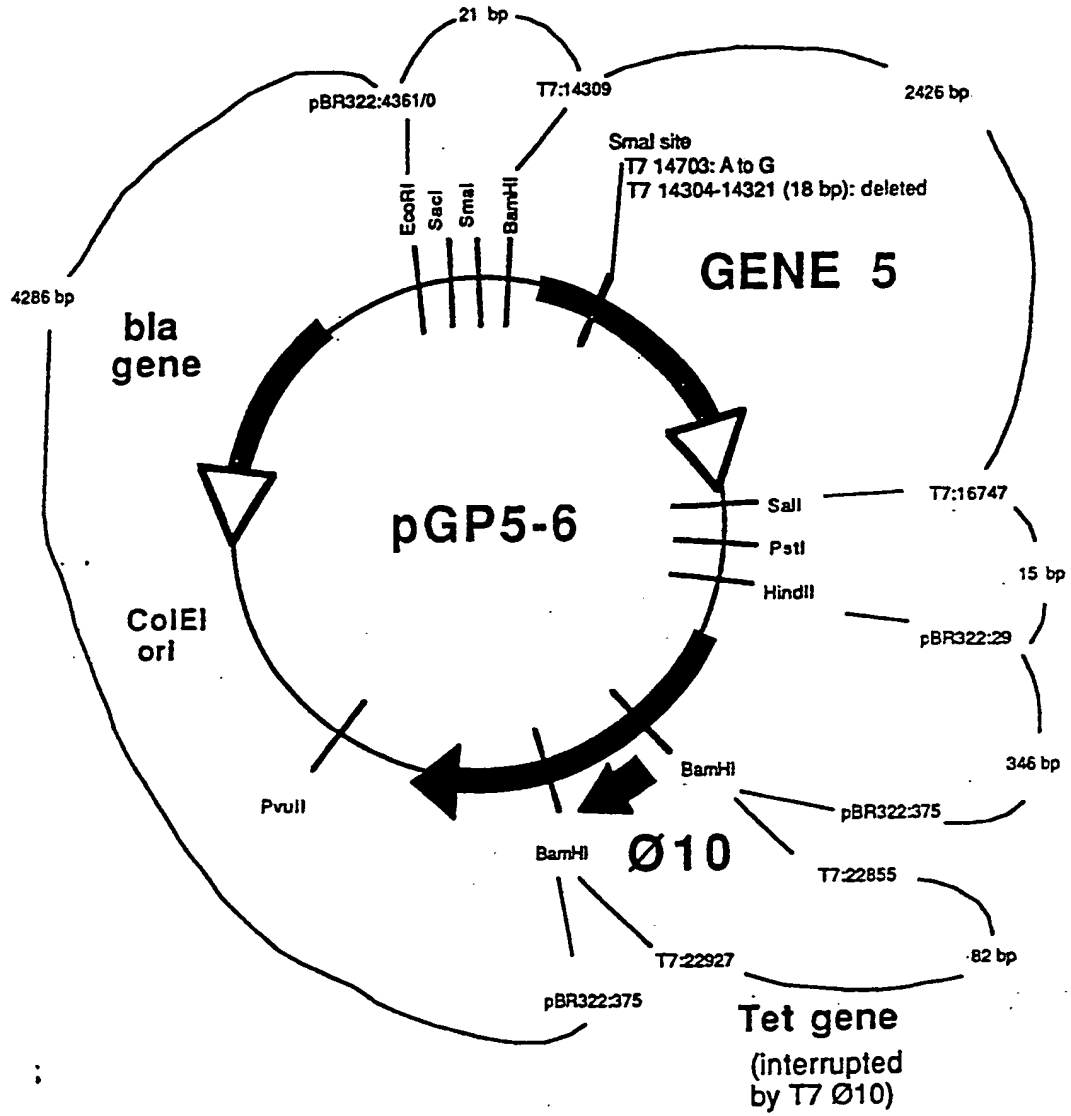 21 bp
pBR322:4361/0
T7:14309
2426 bp
SmaI site
T7 14703: A to G
T7 14304-14321 (18 bp): deleted
EcoRI
SacI
SmaI
BamHI
GENE 5
4286 bp
bla
gene
pGP5-6
SalI
T7:16747
PstI
15 bp
HindII
ColEI
ori
pBR322:29
346 bp
BamHI
pBR322:375
PvuII
BamHI
Ø10
T7:22855
82 bp
T7:22927
pBR322:375
Tet gene
(interrupted
by T7 Ø10)